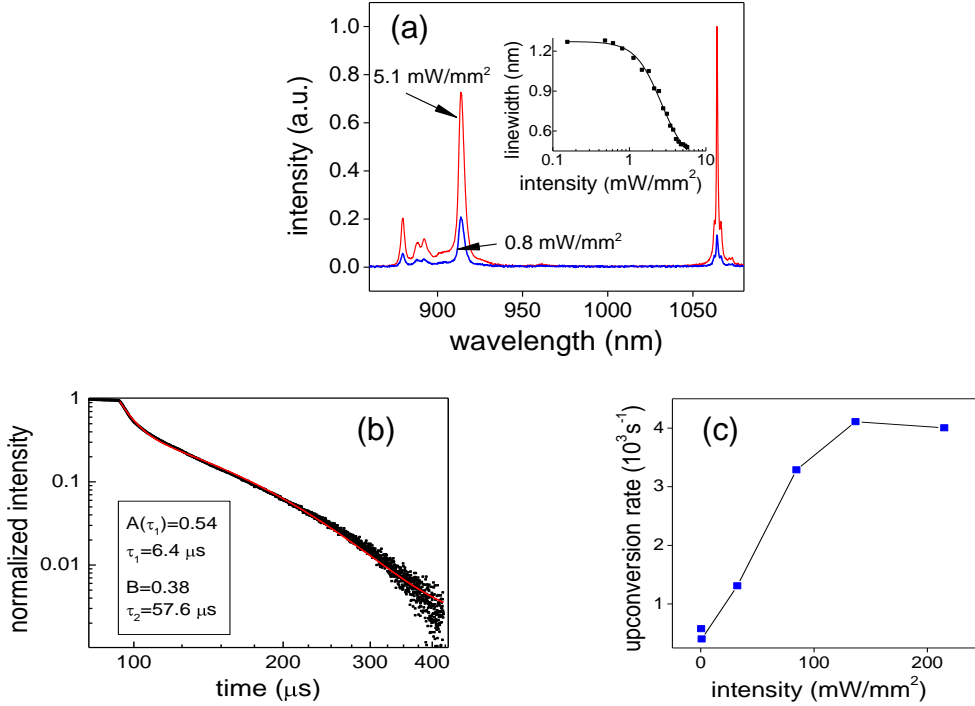 (a)
5.1 mW/mm²
0.8 mW/mm²
intensity (a.u.)
1.0
0.8
0.6
0.4
0.2
0.0
900
950
1000
1050
wavelength (nm)
linewidth (nm)
1.2
0.9
0.6
0.1
1
10
intensity (mW/mm²)
(b)
normalized intensity
1
0.1
0.01
A(τ₁)=0.54
τ₁=6.4 μs
B=0.38
τ₂=57.6 μs
100
200
300
400
time (μs)
(c)
upconversion rate (10³s⁻¹)
4
3
2
1
0
100
200
intensity (mW/mm²)